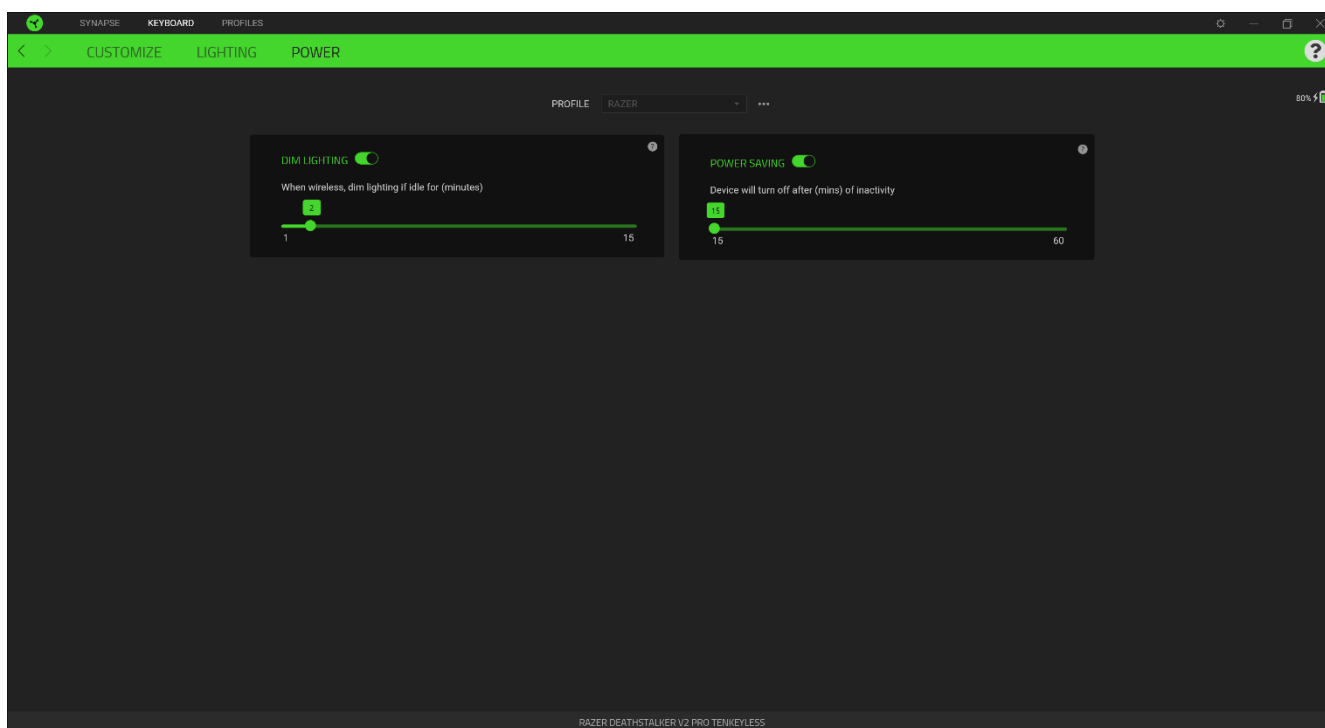 SYNAPSE KEYBOARD PROFILES
CUSTOMIZE LIGHTING POWER ?
PROFILE RAZER ...
80%
DIM LIGHTING ?
When wireless, dim lighting if idle for (minutes)
2
1 15
POWER SAVING ?
Device will turn off after (mins) of inactivity
15
15 60
RAZER DEATHSTALKER V2 PRO TENKEYLESS